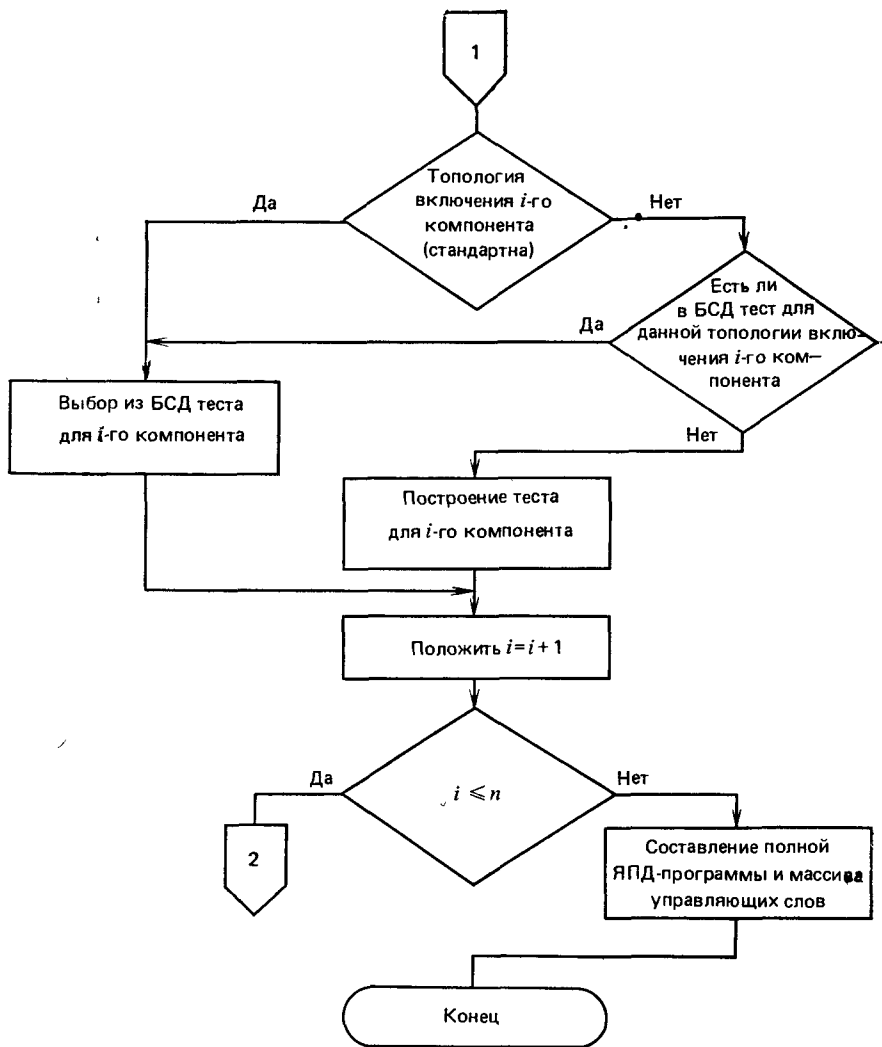 1
Топология
включения i-го
компонента
(стандартна)
Да
Нет
Есть ли
в БСД тест для
данной топологии вклю-
чения i-го ком-
понента
Да
Нет
Выбор из БСД теста
для i-го компонента
Построение теста
для i-го компонента
Положить i=i+1
i ⩽ n
Да
Нет
2
Составление полной
ЯПД-программы и массива
управляющих слов
Конец